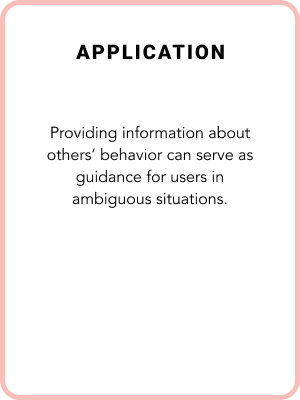 APPLICATION
Providing information about
others’ behavior can serve as
guidance for users in
ambiguous situations.